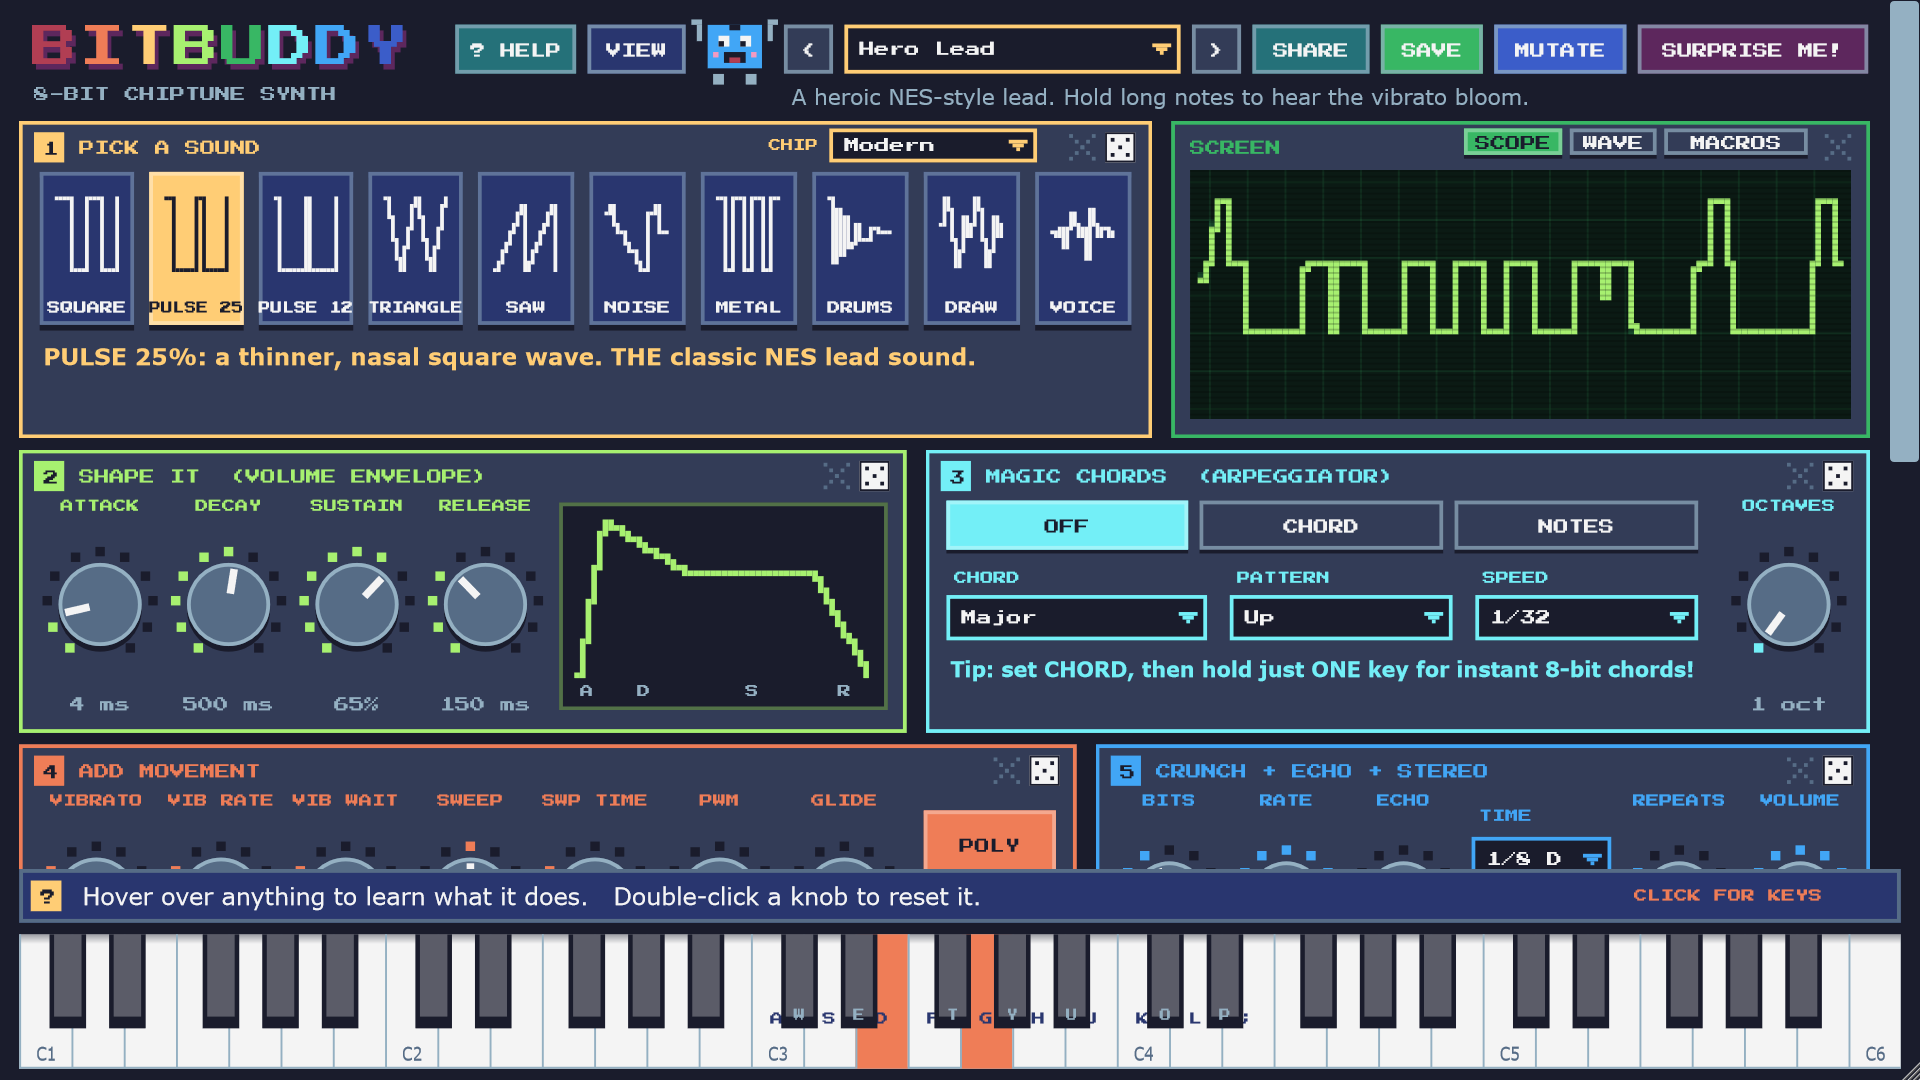 BITBUDDY
8-BIT CHIPTUNE SYNTH
? HELP
VIEW
<
Hero Lead
>
SHARE
SAVE
MUTATE
SURPRISE ME!
A heroic NES-style lead. Hold long notes to hear the vibrato bloom.
1 PICK A SOUND
CHIP
Modern
SQUARE
PULSE 25
PULSE 12
TRIANGLE
SAW
NOISE
METAL
DRUMS
DRAW
VOICE
PULSE 25%: a thinner, nasal square wave. THE classic NES lead sound.
SCREEN
SCOPE
WAVE
MACROS
2 SHAPE IT (VOLUME ENVELOPE)
ATTACK
DECAY
SUSTAIN
RELEASE
4 ms
500 ms
65%
150 ms
A D S R
3 MAGIC CHORDS (ARPEGGIATOR)
OFF
CHORD
NOTES
OCTAVES
CHORD
PATTERN
SPEED
Major
Up
1/32
Tip: set CHORD, then hold just ONE key for instant 8-bit chords!
1 oct
4 ADD MOVEMENT
VIBRATO
VIB RATE
VIB WAIT
SWEEP
SWP TIME
PWM
GLIDE
POLY
5 CRUNCH + ECHO + STEREO
BITS
RATE
ECHO
TIME
1/8 D
REPEATS
VOLUME
? Hover over anything to learn what it does. Double-click a knob to reset it.
CLICK FOR KEYS
A W S E D F T G Y H U J K O L P ;
C1 C2 C3 C4 C5 C6